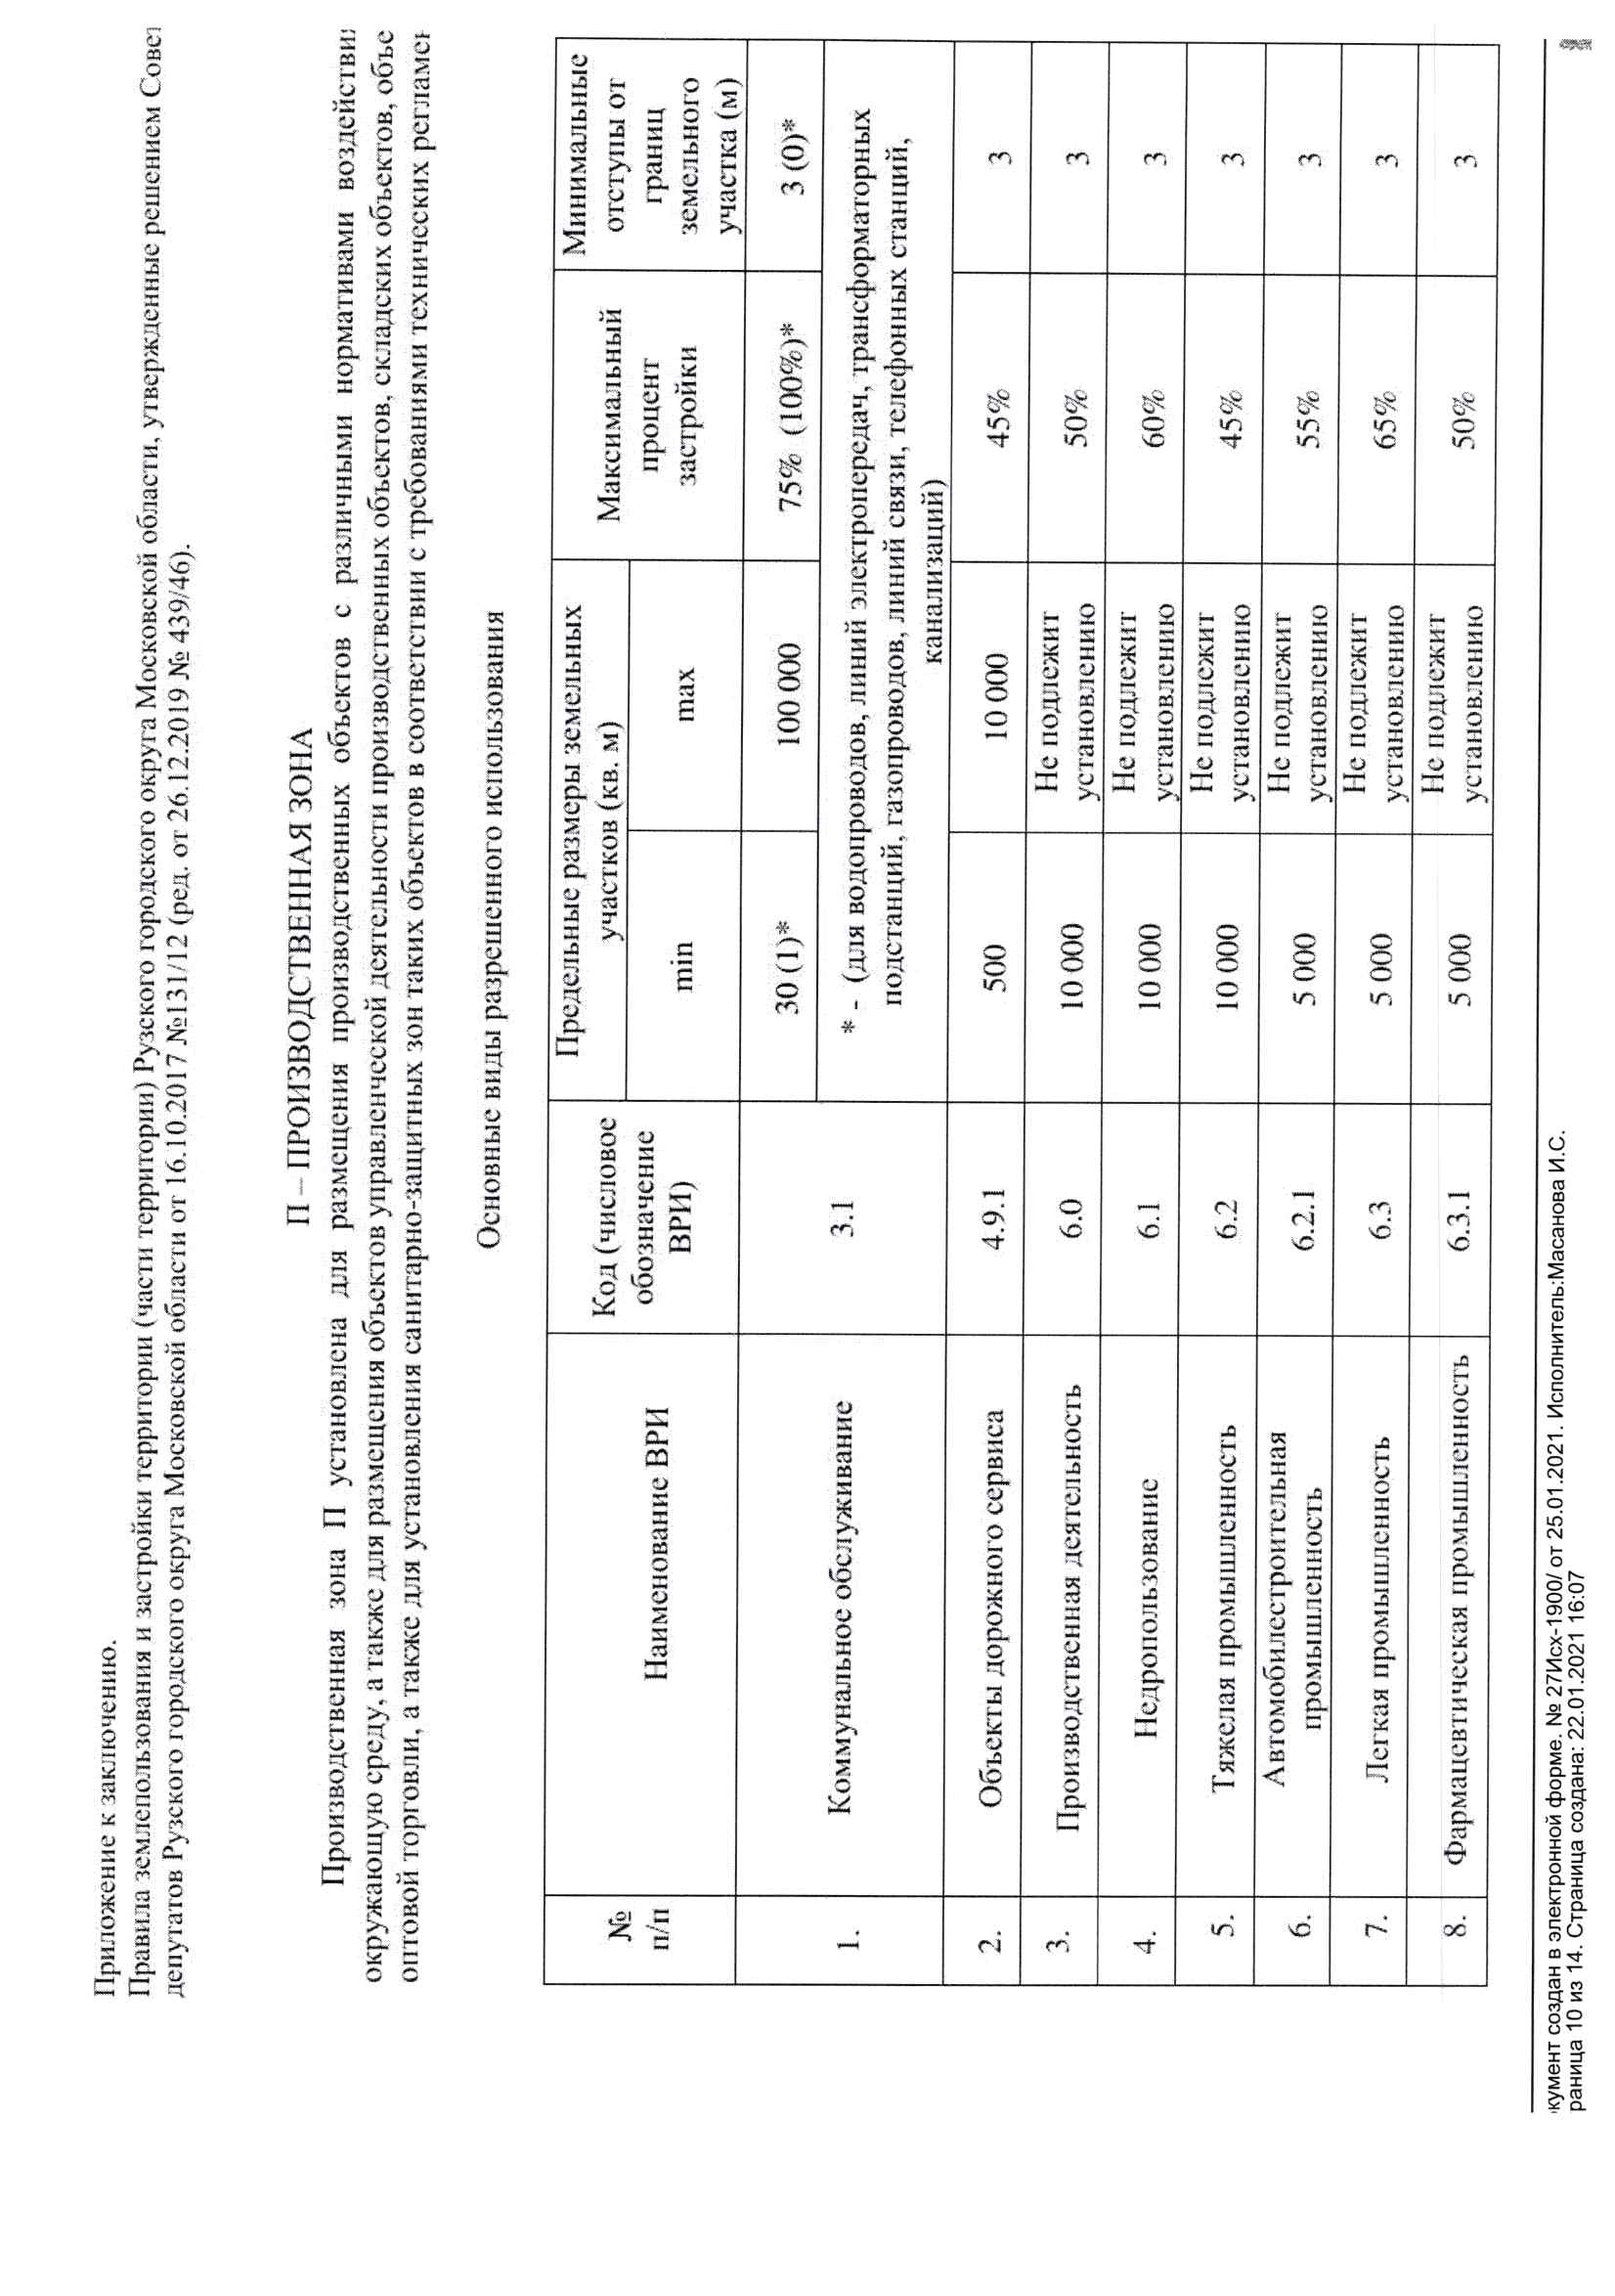 Приложение к заключению.
Правила землепользования и застройки территории (части территории) Рузского городского округа Московской области, утвержденные решением
депутатов Рузского городского округа Московской области от 16.10.2017 №131/12 (ред. от 26.12.2019 № 439/46).
П – ПРОИЗВОДСТВЕННАЯ ЗОНА
Производственная зона П установлена для размещения производственных объектов с различными нормативами
окружающую среду, а также для размещения объектов управленческой деятельности производственных объектов, складских объектов,
оптовой торговли, а также для установления санитарно-защитных зон таких объектов в соответствии с требованиями технических
Основные виды разрешенного использования
№ п/п Наименование ВРИ Код (числовое обозначение ВРИ) Предельные размеры земельных участков (кв. м) Максимальный процент застройки Минимальные отступы от границ земельного участка (м)
min max
1. Коммунальное обслуживание 3.1 30 (1)* 100 000 75% (100%)* 3 (0)*
* - (для водопроводов, линий электропередач, трансформаторных
подстанций, газопроводов, линий связи, телефонных станций,
канализаций)
2. Объекты дорожного сервиса 4.9.1 500 10 000 45% 3
3. Производственная деятельность 6.0 10 000 Не подлежит установлению 50% 3
4. Недропользование 6.1 10 000 Не подлежит установлению 60% 3
5. Тяжелая промышленность 6.2 10 000 Не подлежит установлению 45% 3
6. Автомобилестроительная промышленность 6.2.1 5 000 Не подлежит установлению 55% 3
7. Легкая промышленность 6.3 5 000 Не подлежит установлению 65% 3
8. Фармацевтическая промышленность 6.3.1 5 000 Не подлежит установлению 50% 3
создан в электронной форме. № 27Исх-1900/ от 25.01.2021. Исполнитель:Масанова И.С.
раница 10 из 14. Страница создана: 22.01.2021 16:07